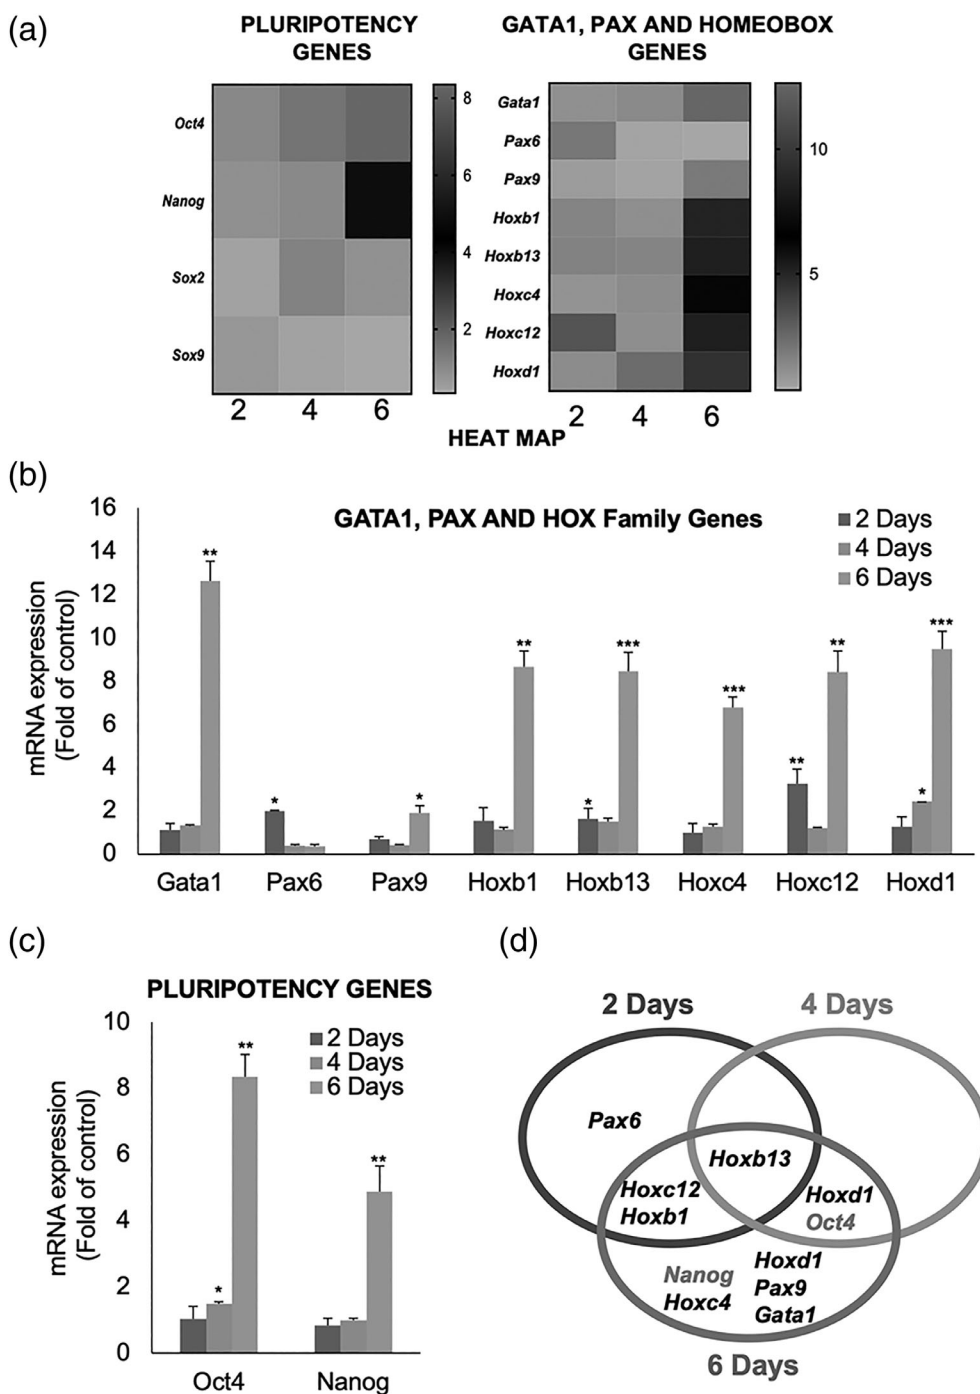 (a)
PLURIPOTENCY
GENES
GATA1, PAX AND HOMEOBOX
GENES
Oct4
Nanog
Sox2
Sox9
8
6
4
2
2 4 6
Gata1
Pax6
Pax9
Hoxb1
Hoxb13
Hoxc4
Hoxc12
Hoxd1
10
5
2 4 6
HEAT MAP
(b)
GATA1, PAX AND HOX Family Genes
2 Days
4 Days
6 Days
mRNA expression
(Fold of control)
16
14
12
10
8
6
4
2
0
**
*
*
**
*
***
***
**
**
*
***
Gata1 Pax6 Pax9 Hoxb1 Hoxb13 Hoxc4 Hoxc12 Hoxd1
(c)
PLURIPOTENCY GENES
2 Days
4 Days
6 Days
mRNA expression
(Fold of control)
10
8
6
4
2
0
*
**
**
Oct4 Nanog
(d)
2 Days
4 Days
Pax6
Hoxb13
Hoxc12
Hoxb1
Hoxd1
Oct4
Nanog
Hoxc4
Hoxd1
Pax9
Gata1
6 Days